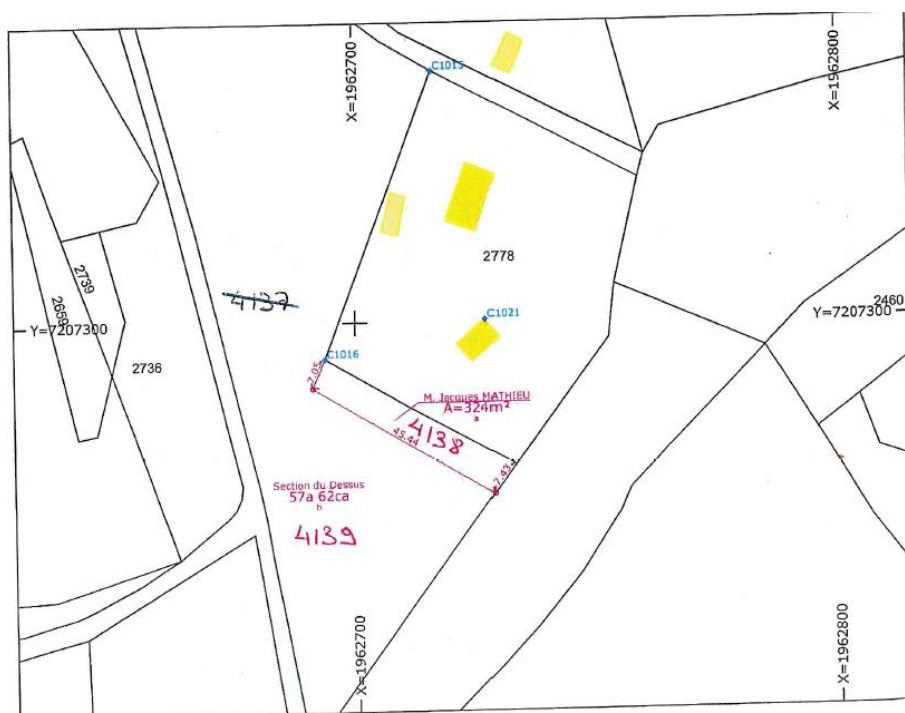 X=1962700
X=1962800
C1015
2778
2739
2659
4137
2460
Y=7207300
Y=7207300
C1021
2736
C1016
7.05
M. Jacques MATHIEU
A=324m²
a
4138
45.44
7.43
Section du Dessus
57a 62ca
b
4139
X=1962700
X=1962800